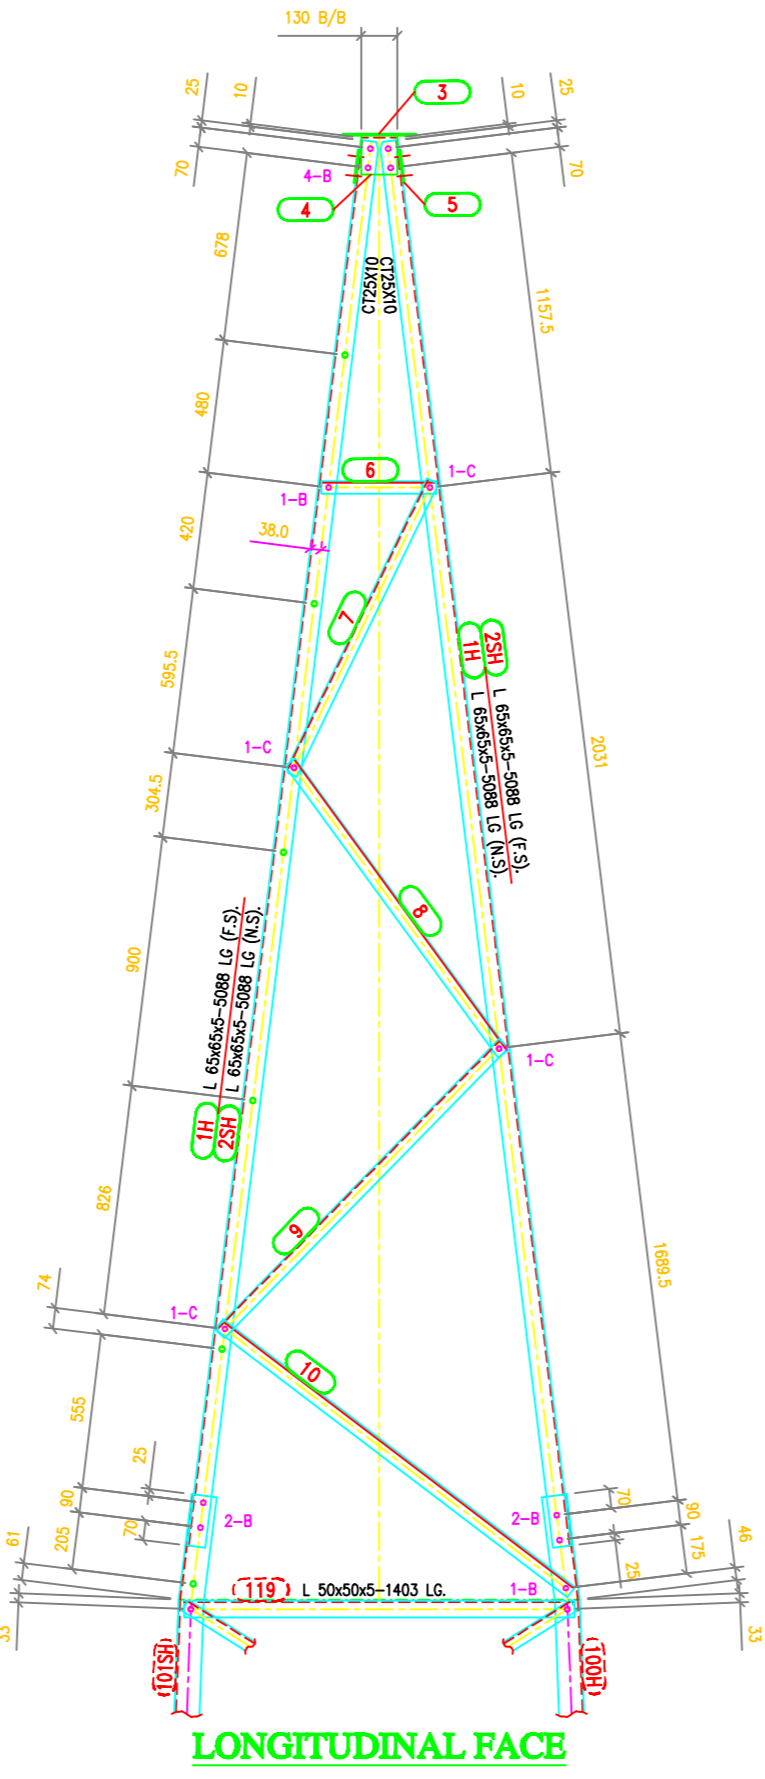 130 B/B
25
10
3
10
25
70
4-B
4
5
70
678
CT25X10
CT25X10
1157.5
480
6
1-C
1-B
420
38.0
7
595.5
1H
2SH
L 65x65x5-5088 LG (F.S).
L 65x65x5-5088 LG (N.S).
2031
1-C
304.5
8
900
L 65x65x5-5088 LG (F.S).
L 65x65x5-5088 LG (N.S).
1H
2SH
1-C
826
9
1689.5
74
1-C
10
555
25
90
70
205
61
33
2-B
2-B
70
90
175
25
46
33
119
L 50x50x5-1403 LG.
1-B
101SH
100H
LONGITUDINAL FACE